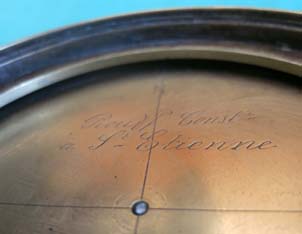 Const.
à St. Etienne